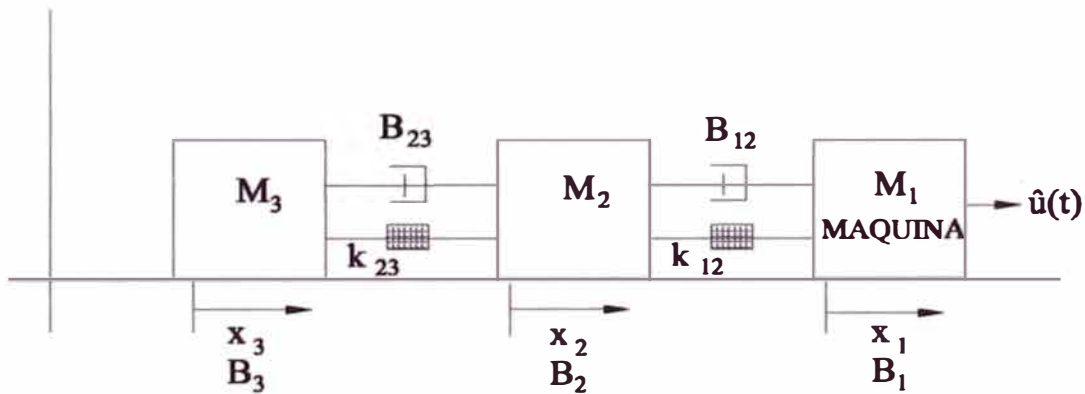 B₂₃
B₁₂
M₃
M₂
M₁
MAQUINA
û(t)
k₂₃
k₁₂
x₃
B₃
x₂
B₂
x₁
B₁